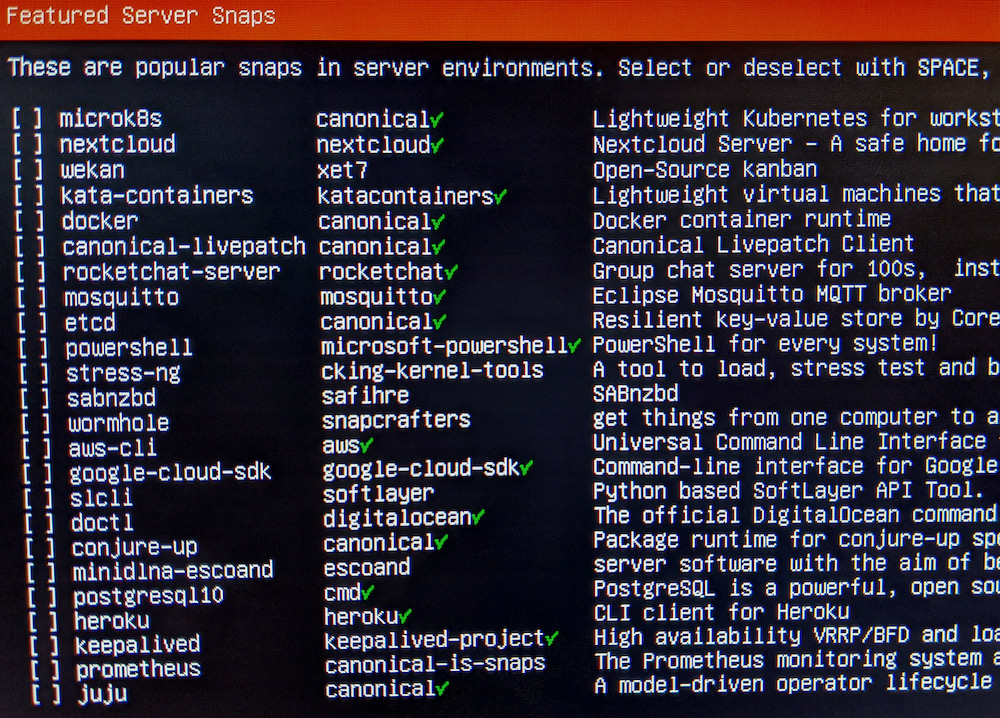 Featured Server Snaps
These are popular snaps in server environments. Select or deselect with SPACE,
[ ] microk8s canonical✓ Lightweight Kubernetes for workst
[ ] nextcloud nextcloud✓ Nextcloud Server - A safe home fo
[ ] wekan xet7 Open-Source kanban
[ ] kata-containers katacontainers✓ Lightweight virtual machines that
[ ] docker canonical✓ Docker container runtime
[ ] canonical-livepatch canonical✓ Canonical Livepatch Client
[ ] rocketchat-server rocketchat✓ Group chat server for 100s, inst
[ ] mosquitto mosquitto✓ Eclipse Mosquitto MQTT broker
[ ] etcd canonical✓ Resilient key-value store by Core
[ ] powershell microsoft-powershell✓ PowerShell for every system!
[ ] stress-ng cking-kernel-tools A tool to load, stress test and b
[ ] sabnzbd safihre SABnzbd
[ ] wormhole snapcrafters get things from one computer to a
[ ] aws-cli aws✓ Universal Command Line Interface
[ ] google-cloud-sdk google-cloud-sdk✓ Command-line interface for Google
[ ] slcli softlayer Python based SoftLayer API Tool.
[ ] doctl digitalocean✓ The official DigitalOcean command
[ ] conjure-up canonical✓ Package runtime for conjure-up spe
[ ] minidlna-escoand escoand server software with the aim of be
[ ] postgresql10 cmd✓ PostgreSQL is a powerful, open sou
[ ] heroku heroku✓ CLI client for Heroku
[ ] keepalived keepalived-project✓ High availability VRRP/BFD and loa
[ ] prometheus canonical-is-snaps The Prometheus monitoring system a
[ ] juju canonical✓ A model-driven operator lifecycle